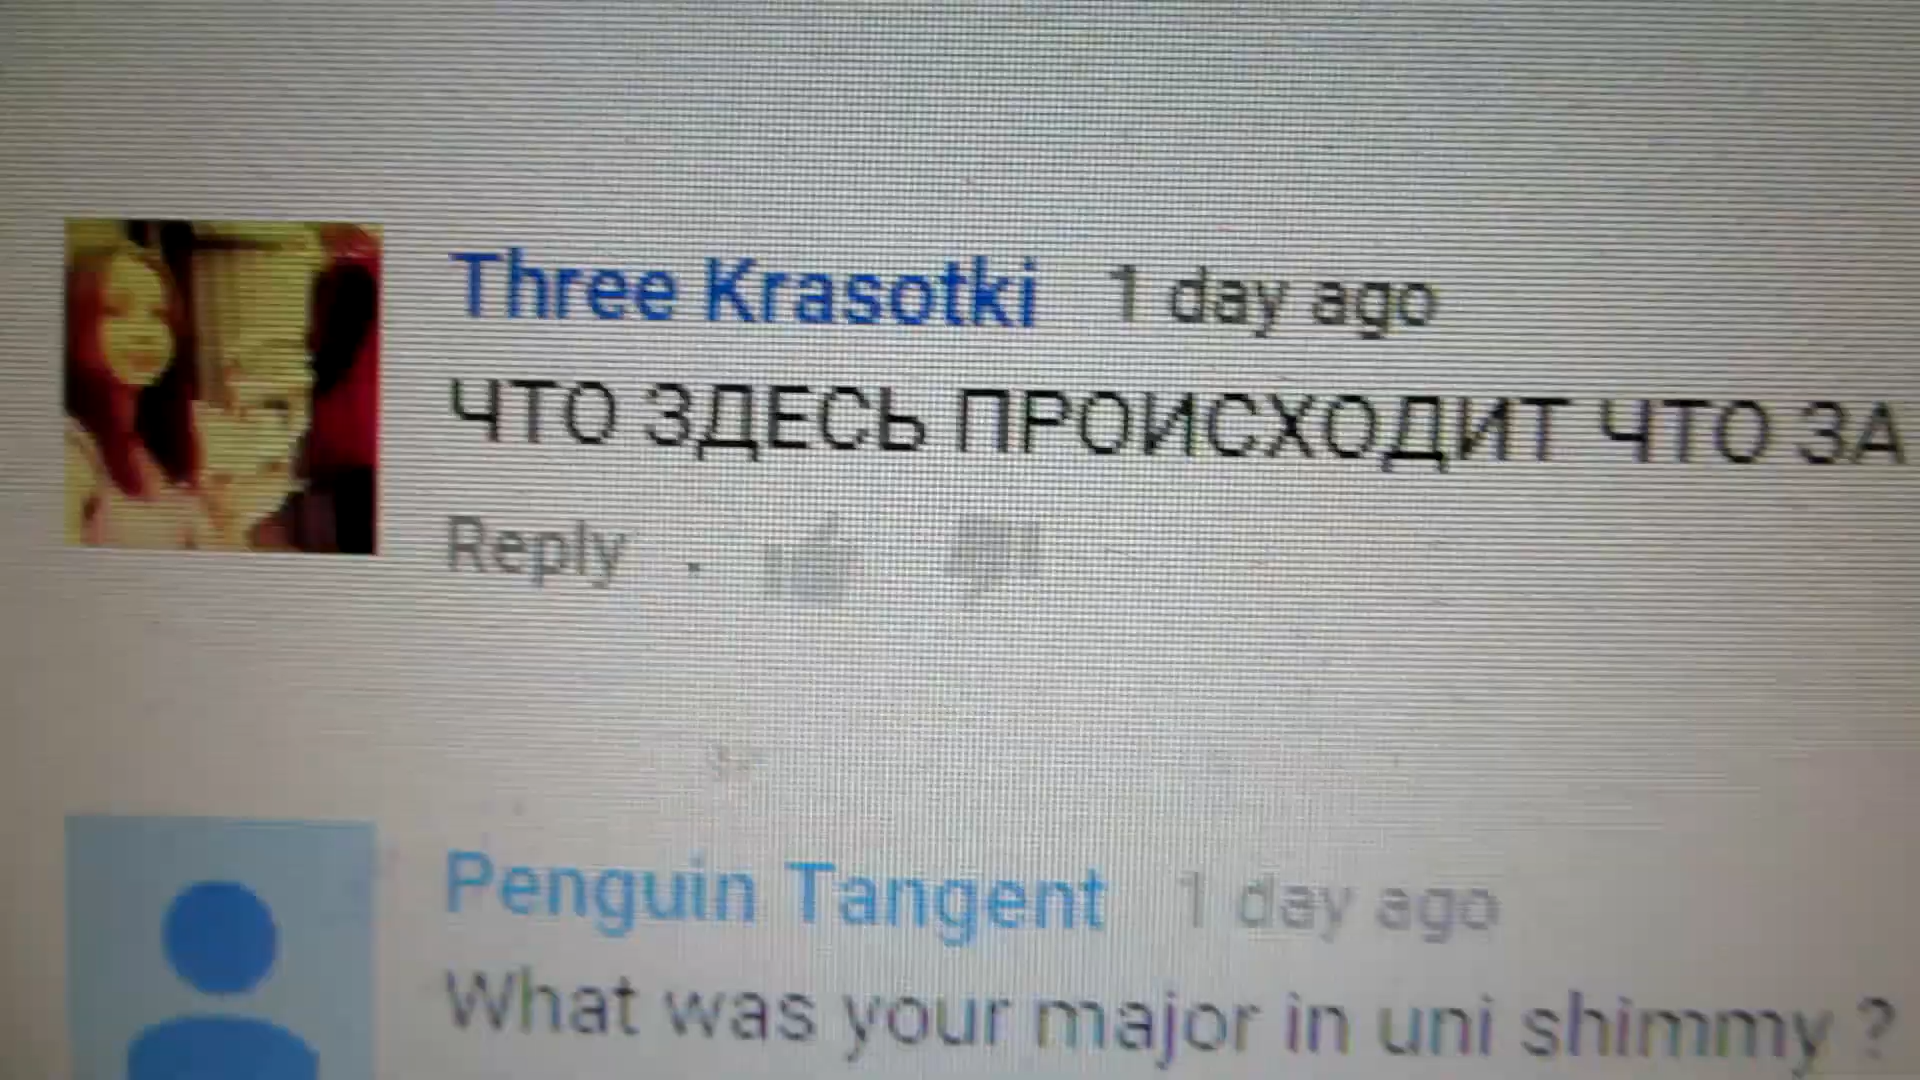 Three Krasotki 1 day ago
ЧТО ЗДЕСЬ ПРОИСХОДИТ ЧТО ЗА
Reply .
Penguin Tangent 1 day ago
What was your major in uni shimmy ?